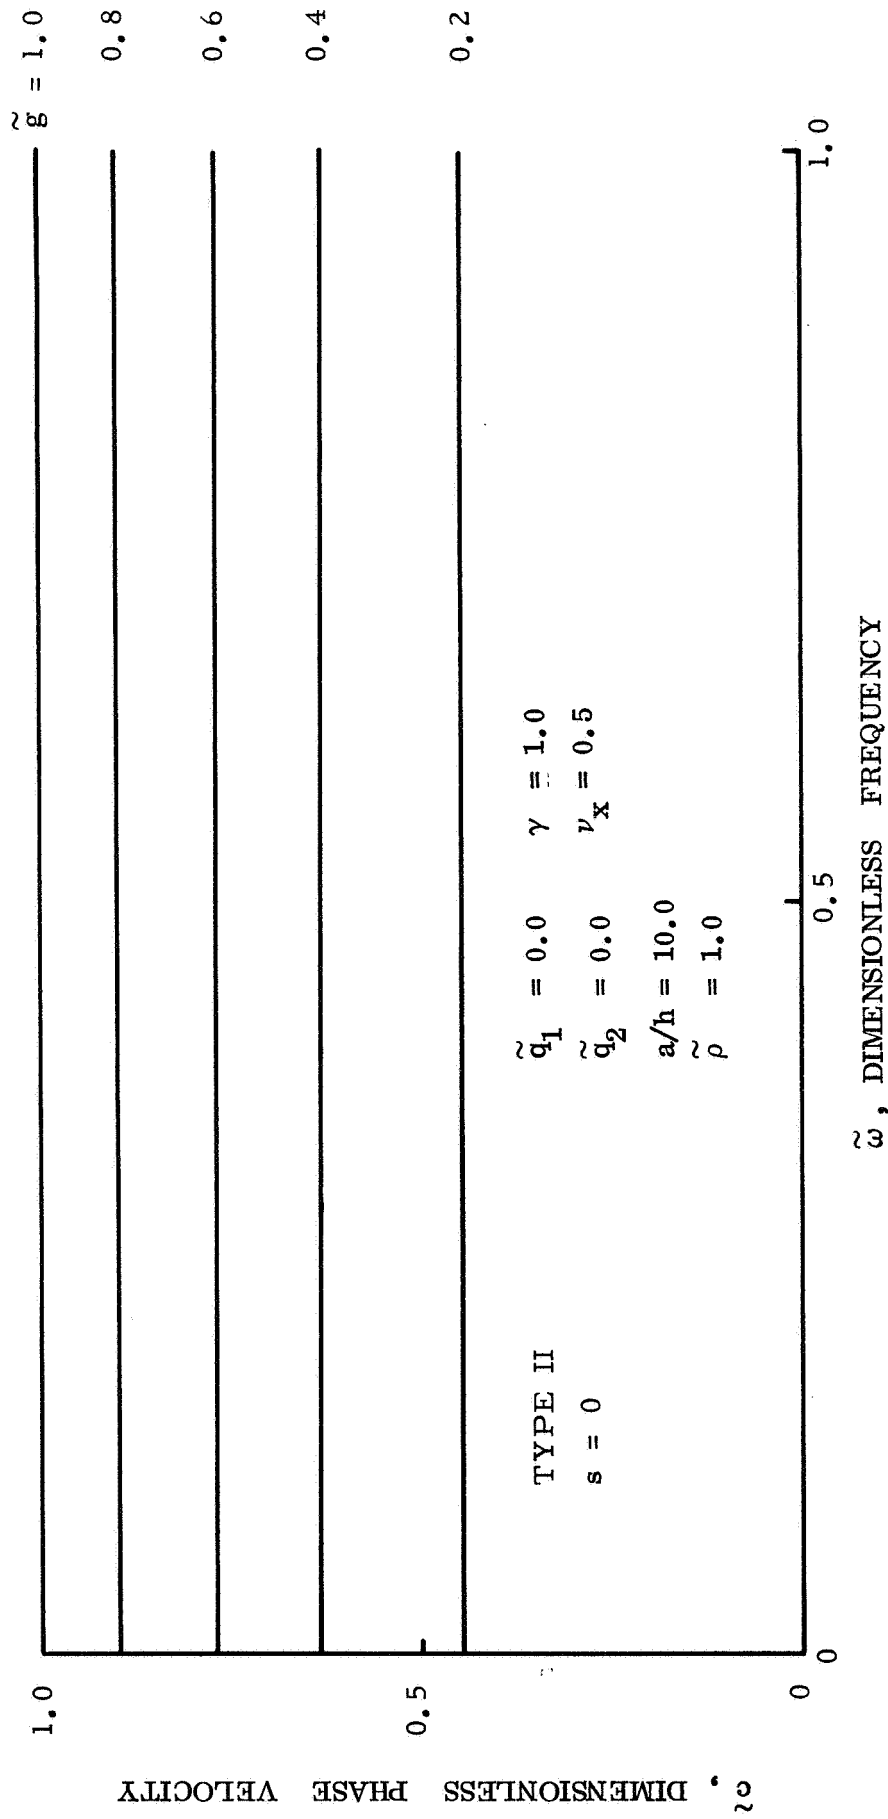 g̃ = 1.0
0.8
0.6
0.4
0.2
1.0
0.5
0
c̃, DIMENSIONLESS PHASE VELOCITY
TYPE II
s = 0
q̃₁ = 0.0 γ = 1.0
q̃₂ = 0.0 νₓ = 0.5
a/h = 10.0
ρ̃ = 1.0
0 0.5 1.0
ω̃, DIMENSIONLESS FREQUENCY